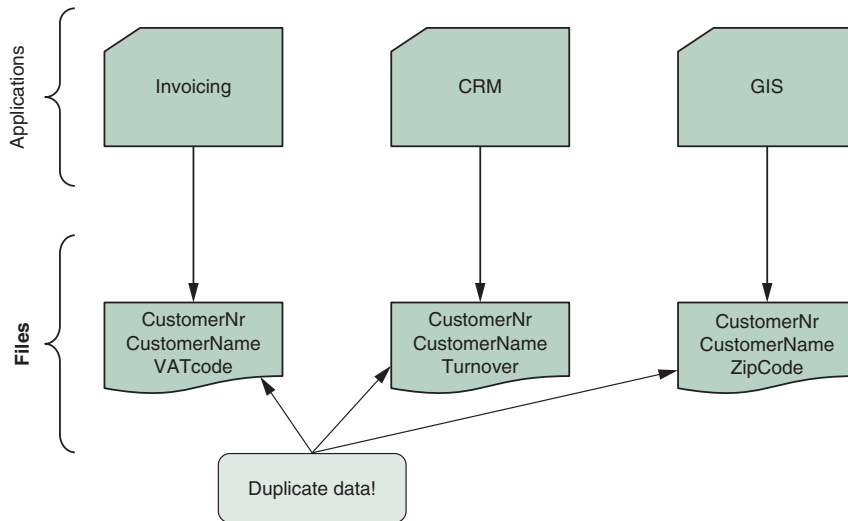 Applications
Invoicing
CRM
GIS
Files
CustomerNr
CustomerName
VATcode
CustomerNr
CustomerName
Turnover
CustomerNr
CustomerName
ZipCode
Duplicate data!